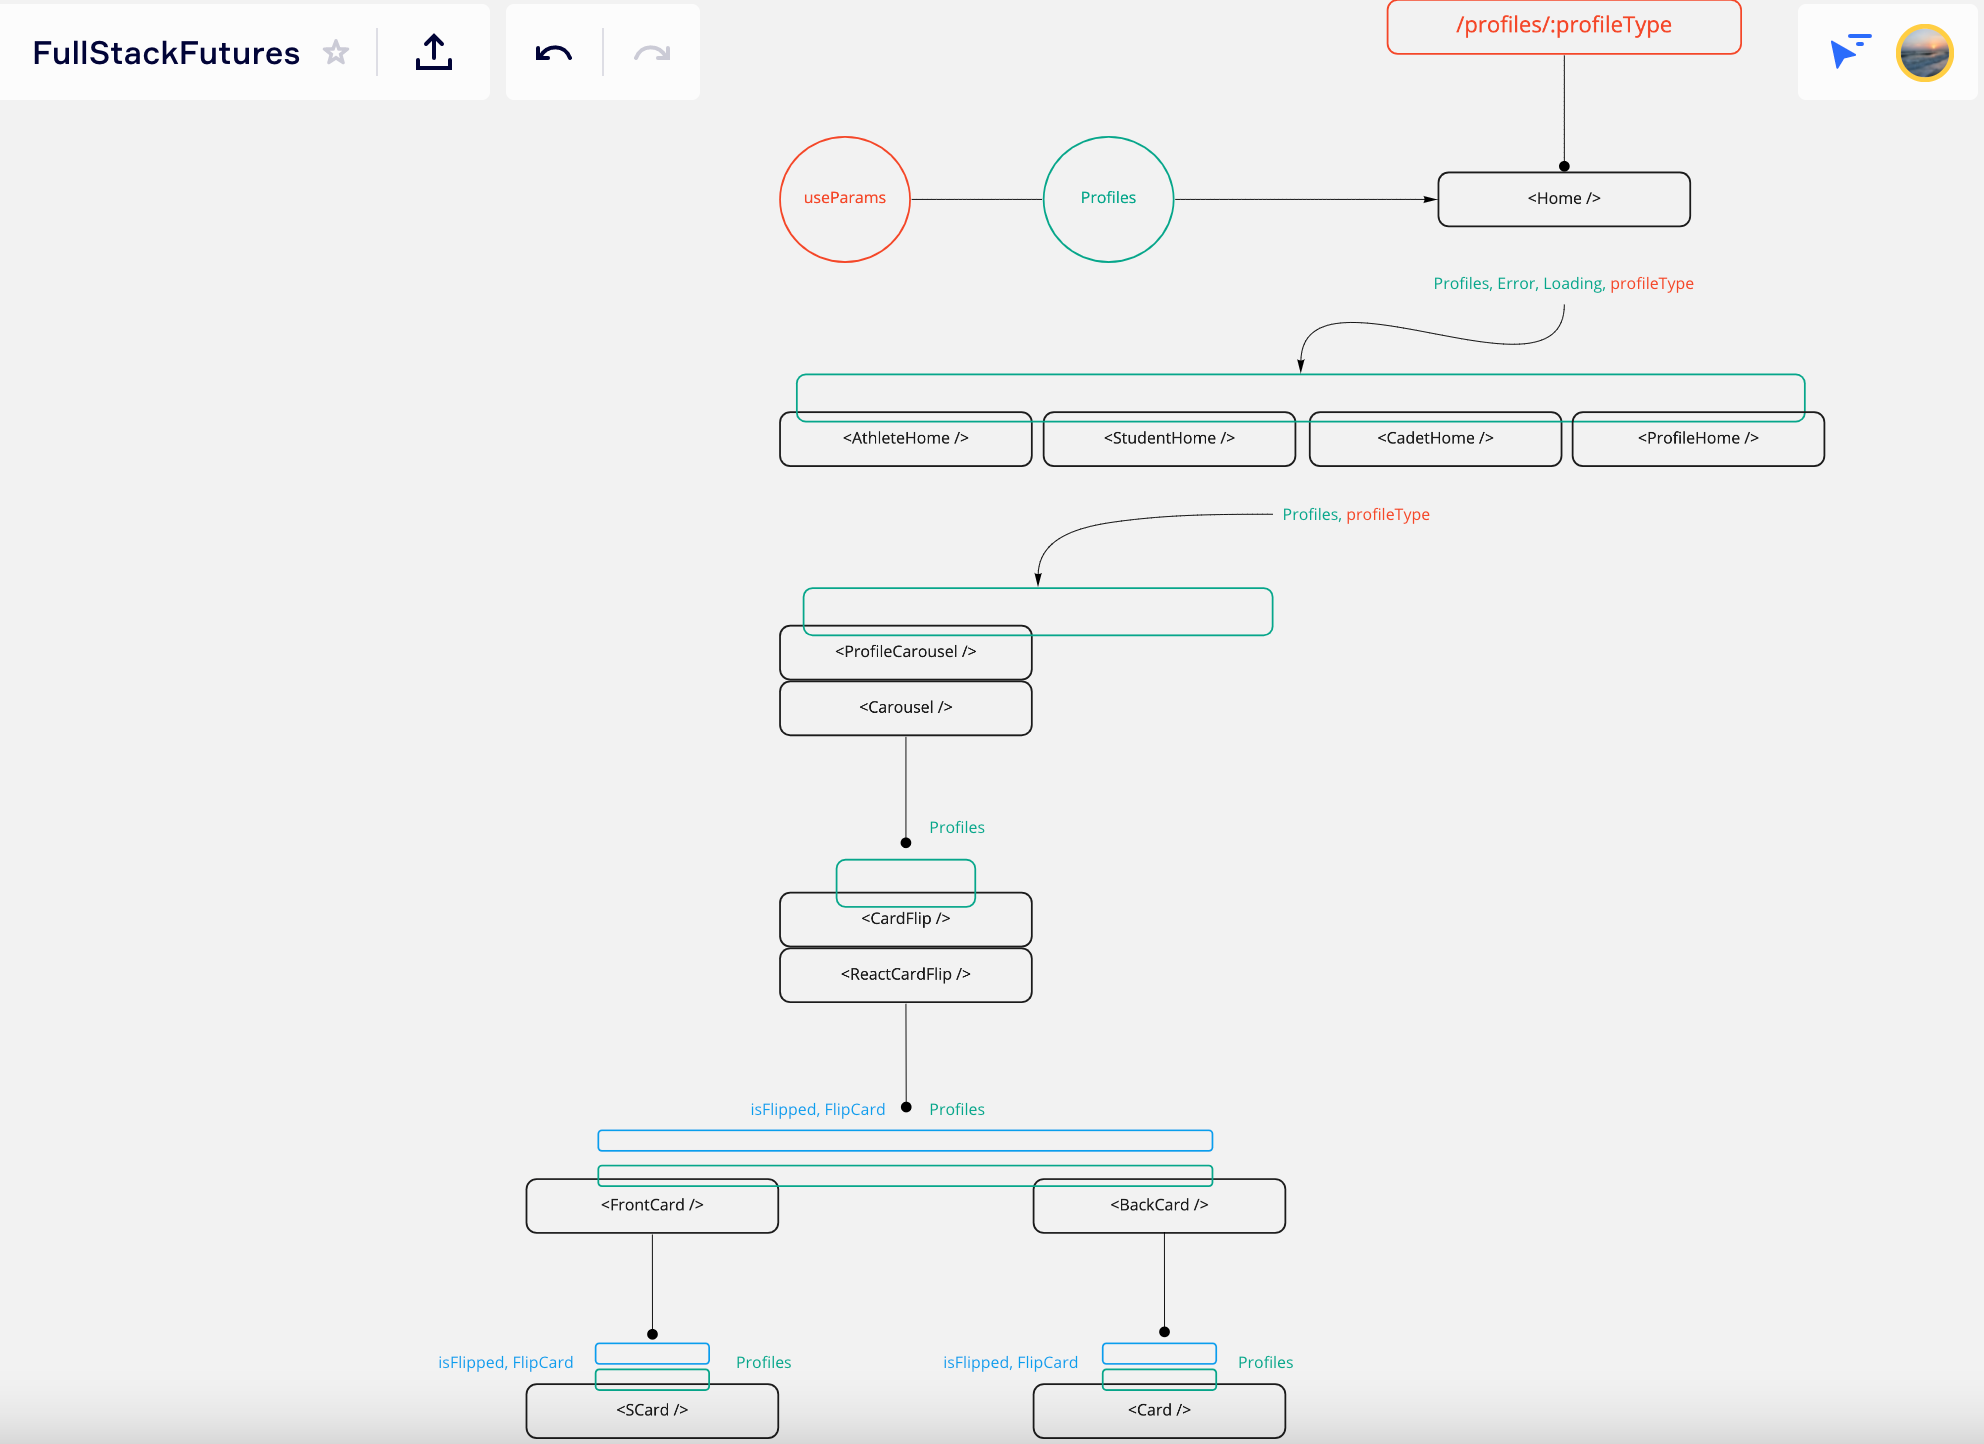 FullStackFutures
/profiles/:profileType
useParams
Profiles
<Home />
Profiles, Error, Loading, profileType
<AthleteHome />
<StudentHome />
<CadetHome />
<ProfileHome />
Profiles, profileType
<ProfileCarousel />
<Carousel />
Profiles
<CardFlip />
<ReactCardFlip />
isFlipped, FlipCard
Profiles
<FrontCard />
<BackCard />
isFlipped, FlipCard
Profiles
isFlipped, FlipCard
Profiles
<SCard />
<Card />